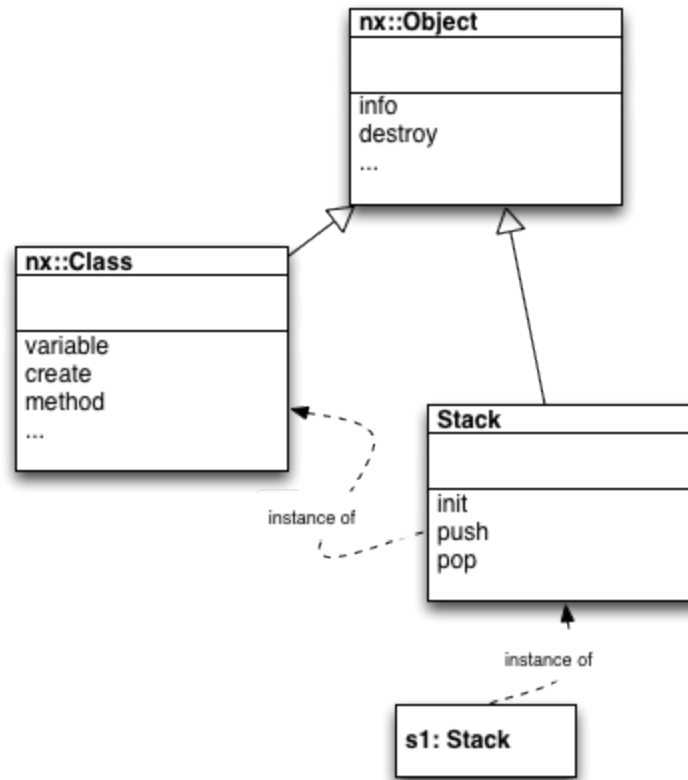 nx::Object
info
destroy
...
nx::Class
variable
create
method
...
Stack
init
push
pop
instance of
instance of
s1: Stack